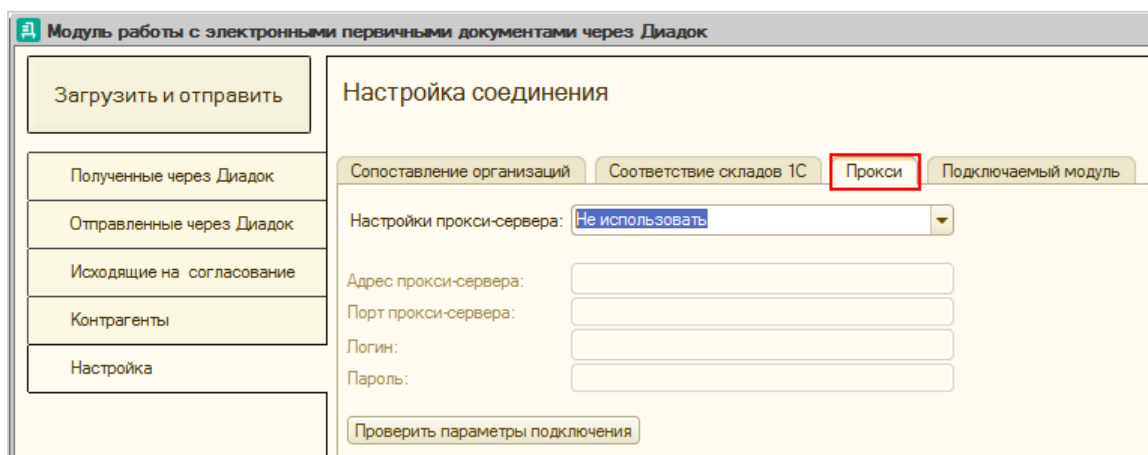 Модуль работы с электронными первичными документами через Диадок
Загрузить и отправить
Полученные через Диадок
Отправленные через Диадок
Исходящие на согласование
Контрагенты
Настройка
Настройка соединения
Сопоставление организаций Соответствие складов 1С Прокси Подключаемый модуль
Настройки прокси-сервера: Не использовать
Адрес прокси-сервера:
Порт прокси-сервера:
Логин:
Пароль:
Проверить параметры подключения